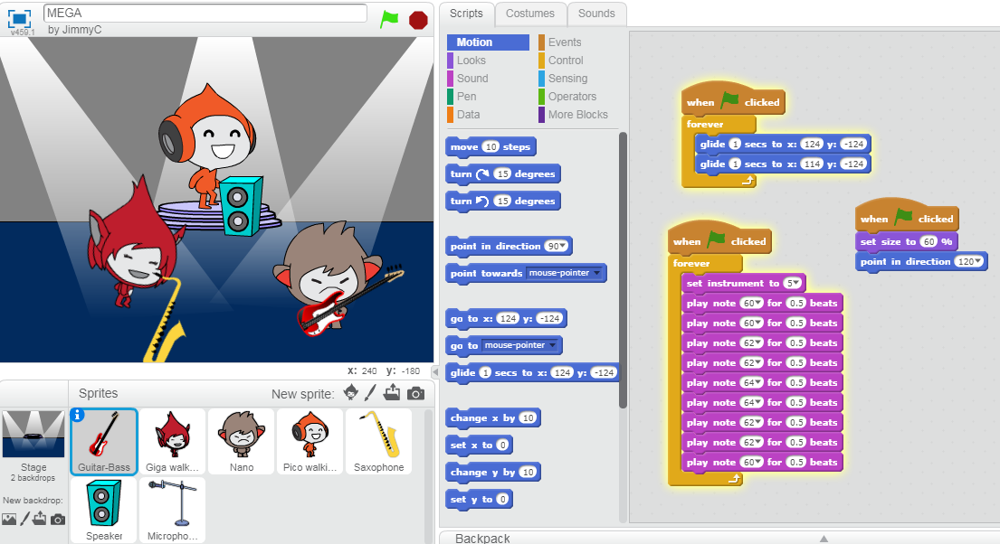 MEGA
by JimmyC
v459.1
x: 240 y: -180
Sprites
New sprite:
Stage
2 backdrops
New backdrop:
Guitar-Bass
Giga walk...
Nano
Pico walki...
Saxophone
Speaker
Micropho...
Scripts
Costumes
Sounds
Motion
Events
Looks
Control
Sound
Sensing
Pen
Operators
Data
More Blocks
move 10 steps
turn 15 degrees
turn 15 degrees
point in direction 90
point towards mouse-pointer
go to x: 124 y: -124
go to mouse-pointer
glide 1 secs to x: 124 y: -124
change x by 10
set x to 0
change y by 10
set y to 0
when clicked
forever
glide 1 secs to x: 124 y: -124
glide 1 secs to x: 114 y: -124
when clicked
set size to 60 %
point in direction 120
when clicked
forever
set instrument to 5
play note 60 for 0.5 beats
play note 60 for 0.5 beats
play note 62 for 0.5 beats
play note 62 for 0.5 beats
play note 64 for 0.5 beats
play note 64 for 0.5 beats
play note 62 for 0.5 beats
play note 62 for 0.5 beats
play note 60 for 0.5 beats
Backpack